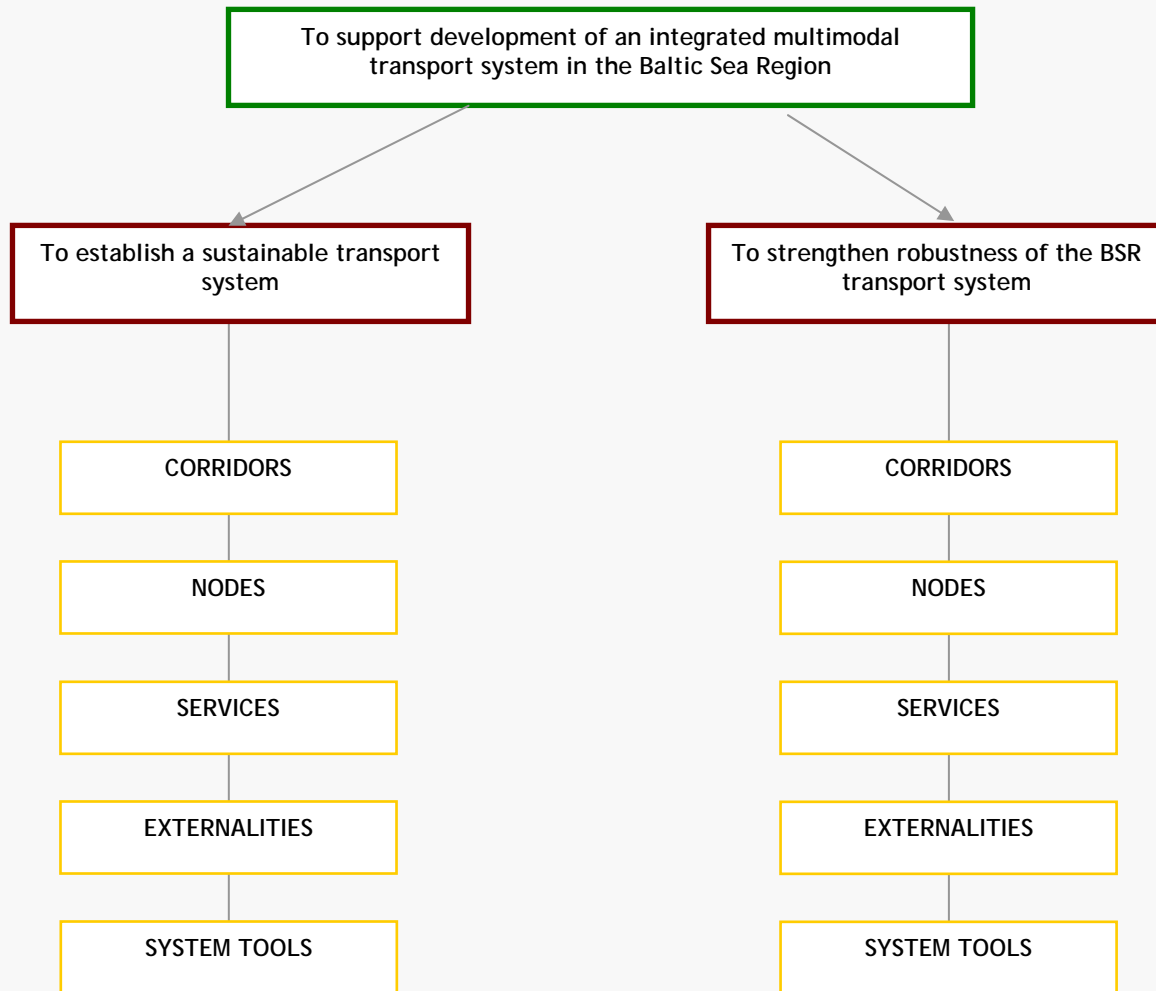 To support development of an integrated multimodal
transport system in the Baltic Sea Region
To establish a sustainable transport
system
To strengthen robustness of the BSR
transport system
CORRIDORS
NODES
SERVICES
EXTERNALITIES
SYSTEM TOOLS
CORRIDORS
NODES
SERVICES
EXTERNALITIES
SYSTEM TOOLS